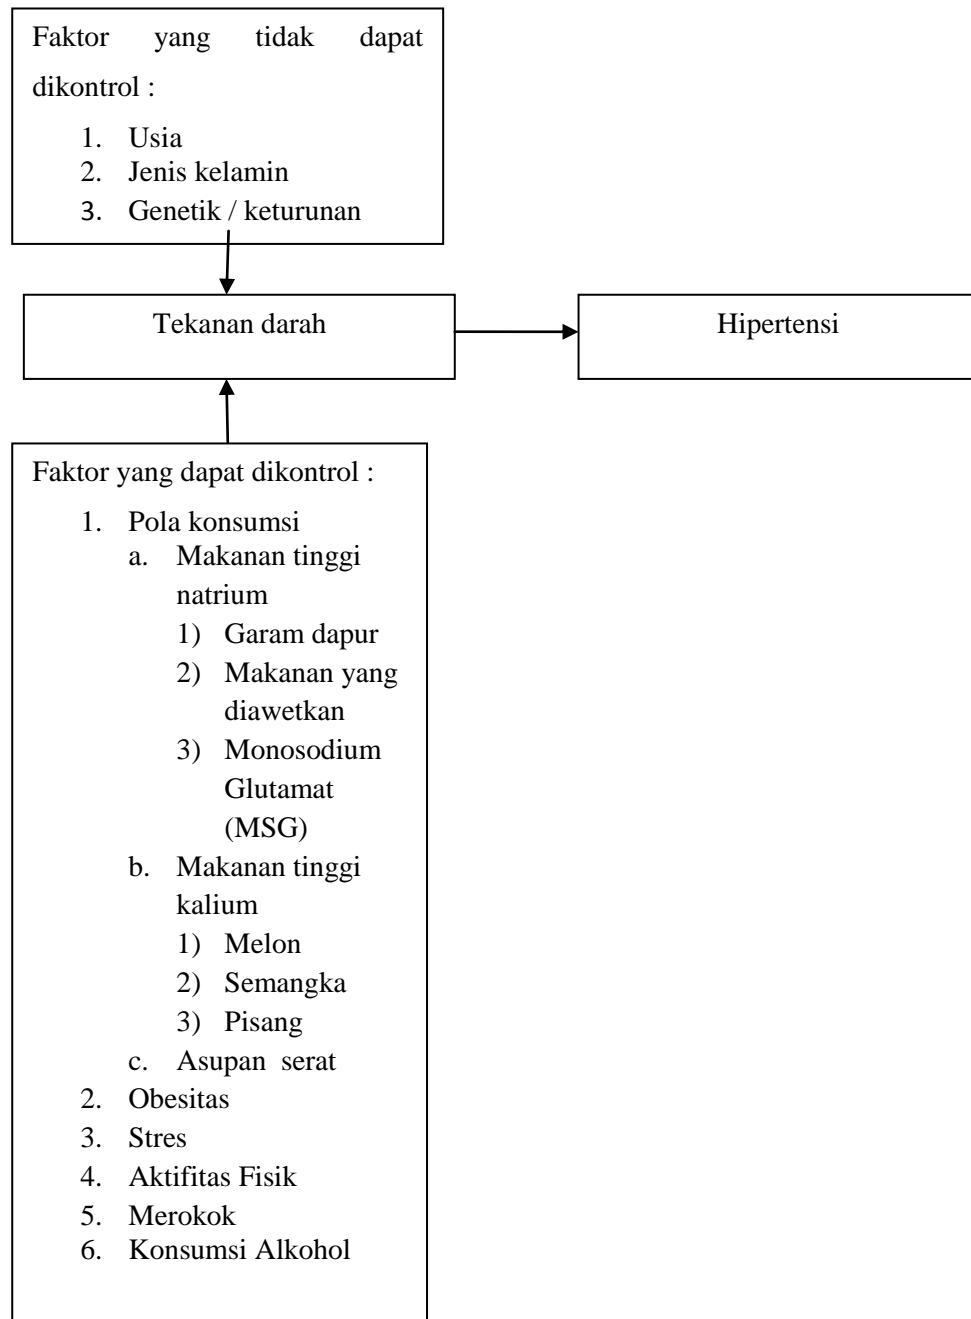 Faktor yang tidak dapat
dikontrol :
1. Usia
2. Jenis kelamin
3. Genetik / keturunan
Tekanan darah
Hipertensi
Faktor yang dapat dikontrol :
1. Pola konsumsi
a. Makanan tinggi
natrium
1) Garam dapur
2) Makanan yang
diawetkan
3) Monosodium
Glutamat
(MSG)
b. Makanan tinggi
kalium
1) Melon
2) Semangka
3) Pisang
c. Asupan serat
2. Obesitas
3. Stres
4. Aktifitas Fisik
5. Merokok
6. Konsumsi Alkohol